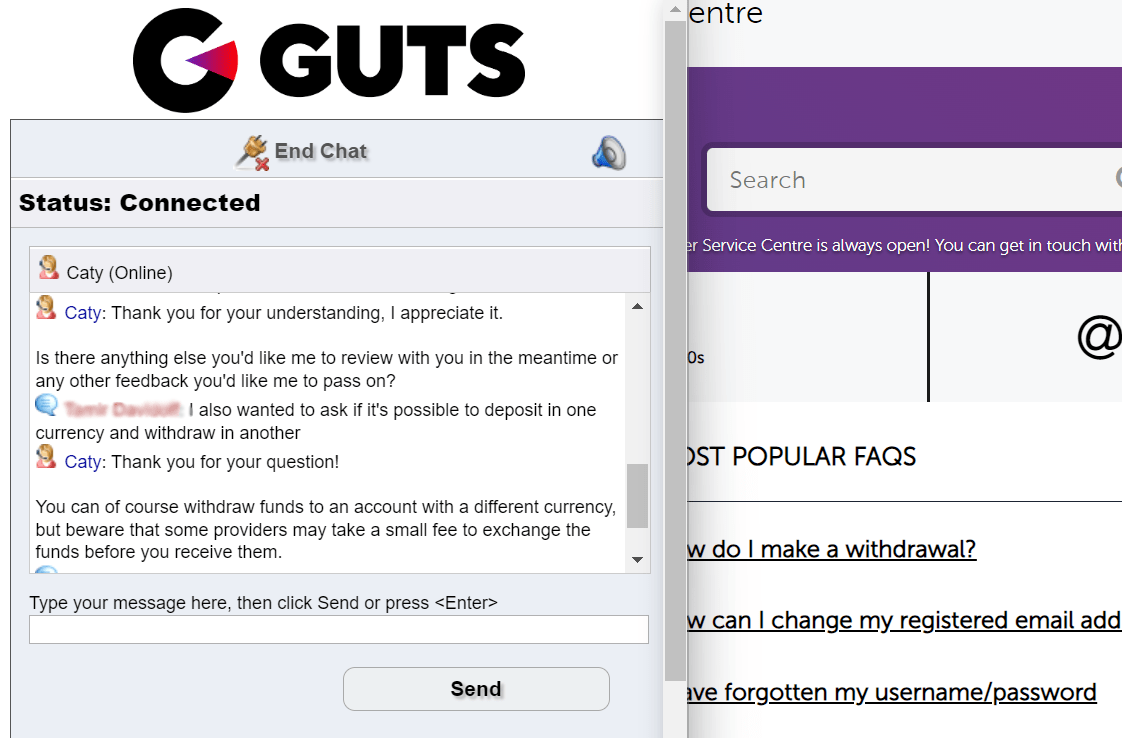 GUTS
End Chat
Status: Connected
Caty (Online)
Caty: Thank you for your understanding, I appreciate it.
Is there anything else you'd like me to review with you in the meantime or
any other feedback you'd like me to pass on?
I also wanted to ask if it's possible to deposit in one
currency and withdraw in another
Caty: Thank you for your question!
You can of course withdraw funds to an account with a different currency,
but beware that some providers may take a small fee to exchange the
funds before you receive them.
Type your message here, then click Send or press <Enter>
Send
entre
Search
er Service Centre is always open! You can get in touch with
0s
@
OST POPULAR FAQS
w do I make a withdrawal?
w can I change my registered email add
ave forgotten my username/password